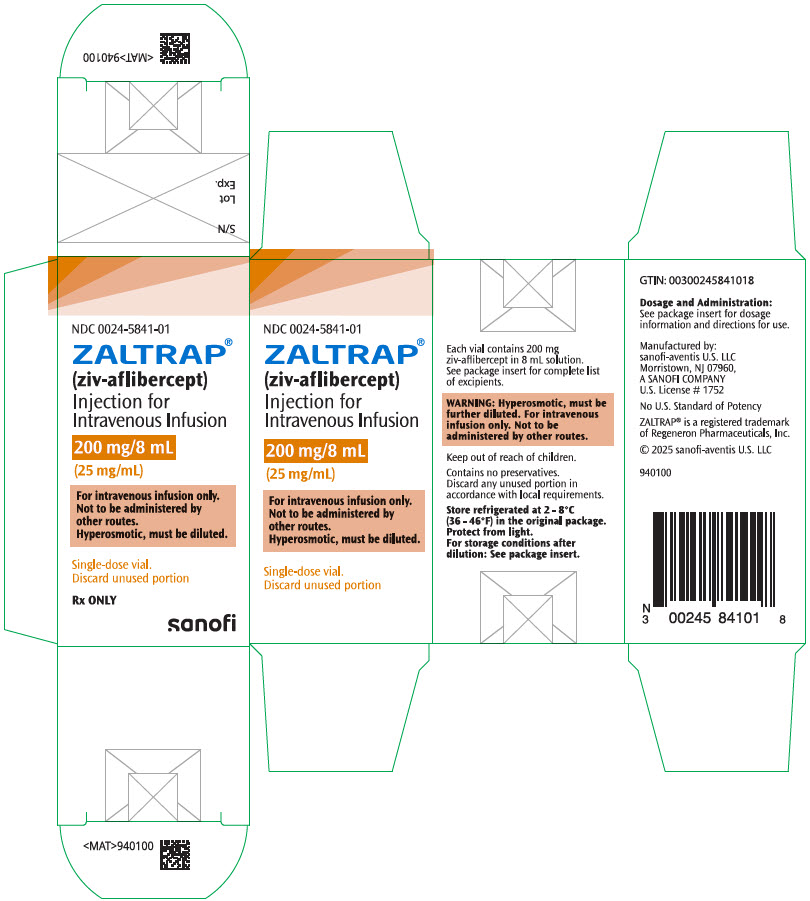 <MAT>940100
S/N
Lot
Exp.
NDC 0024-5841-01
ZALTRAP®
(ziv-aflibercept)
Injection for
Intravenous Infusion
200 mg/8 mL
(25 mg/mL)
For intravenous infusion only.
Not to be administered by
other routes.
Hyperosmotic, must be diluted.
Single-dose vial.
Discard unused portion
Rx ONLY
sanofi
NDC 0024-5841-01
ZALTRAP®
(ziv-aflibercept)
Injection for
Intravenous Infusion
200 mg/8 mL
(25 mg/mL)
For intravenous infusion only.
Not to be administered by
other routes.
Hyperosmotic, must be diluted.
Single-dose vial.
Discard unused portion
Each vial contains 200 mg
ziv-aflibercept in 8 mL solution.
See package insert for complete list
of excipients.
WARNING: Hyperosmotic, must be
further diluted. For intravenous
infusion only. Not to be
administered by other routes.
Keep out of reach of children.
Contains no preservatives.
Discard any unused portion in
accordance with local requirements.
Store refrigerated at 2 – 8°C
(36 – 46°F) in the original package.
Protect from light.
For storage conditions after
dilution: See package insert.
GTIN: 00300245841018
Dosage and Administration:
See package insert for dosage
information and directions for use.
Manufactured by:
sanofi-aventis U.S. LLC
Morristown, NJ 07960,
A SANOFI COMPANY
U.S. License # 1752
No U.S. Standard of Potency
ZALTRAP® is a registered trademark
of Regeneron Pharmaceuticals, Inc.
© 2025 sanofi-aventis U.S. LLC
940100
N
3 00245 84101 8
<MAT>940100